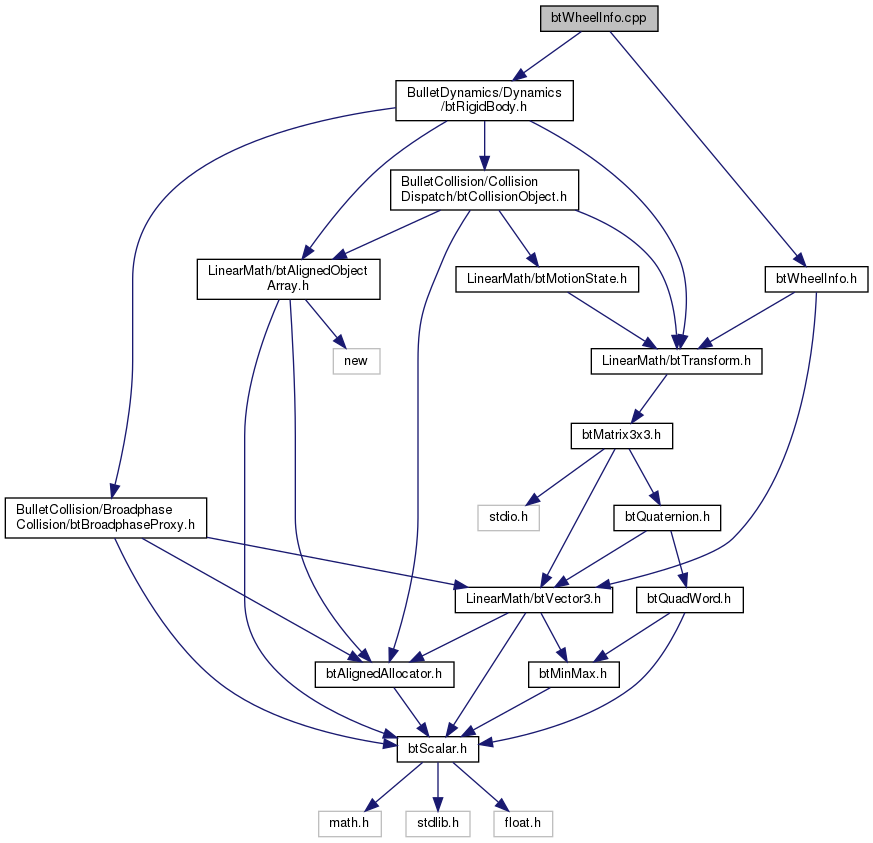 btWheelInfo.cpp
BulletDynamics/Dynamics
/btRigidBody.h
BulletCollision/Collision
Dispatch/btCollisionObject.h
LinearMath/btAlignedObject
Array.h
LinearMath/btMotionState.h
btWheelInfo.h
new
LinearMath/btTransform.h
btMatrix3x3.h
BulletCollision/Broadphase
Collision/btBroadphaseProxy.h
stdio.h
btQuaternion.h
LinearMath/btVector3.h
btQuadWord.h
btAlignedAllocator.h
btMinMax.h
btScalar.h
math.h
stdlib.h
float.h